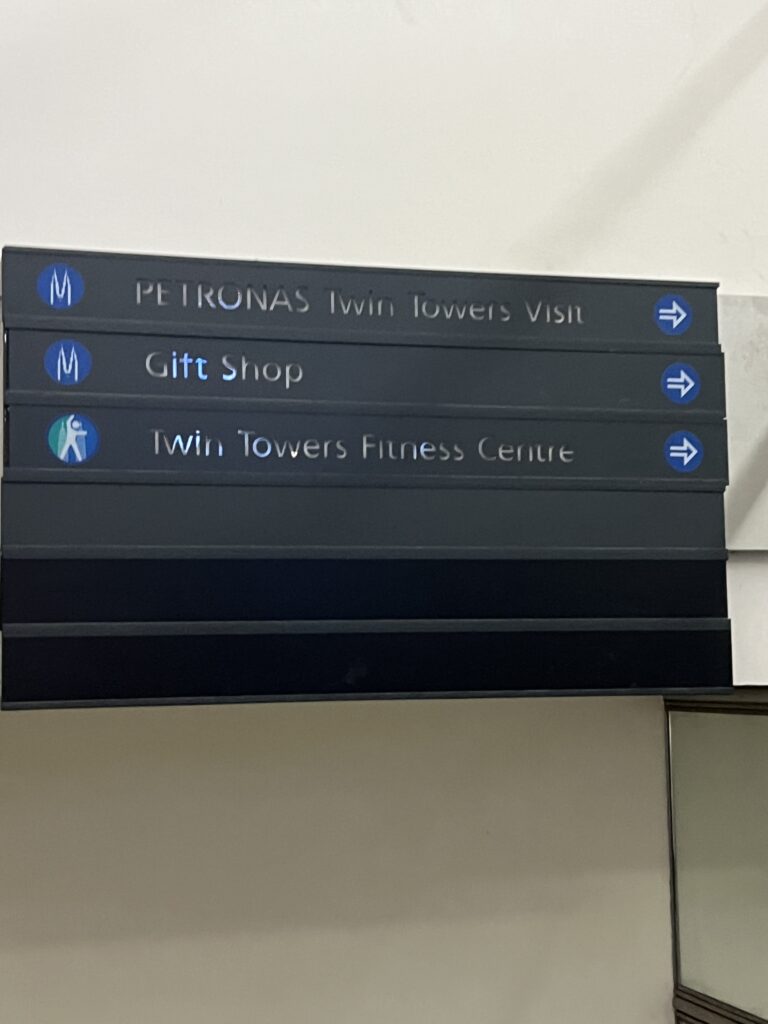 PETRONAS Twin Towers Visit
Gift Shop
Twin Towers Fitness Centre